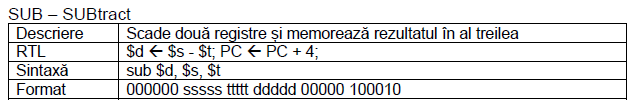 SUB – SUBtract
Descriere Scade două registre și memorează rezultatul în al treilea
RTL $d ← $s - $t; PC ← PC + 4;
Sintaxă sub $d, $s, $t
Format 000000 sssss ttttt ddddd 00000 100010